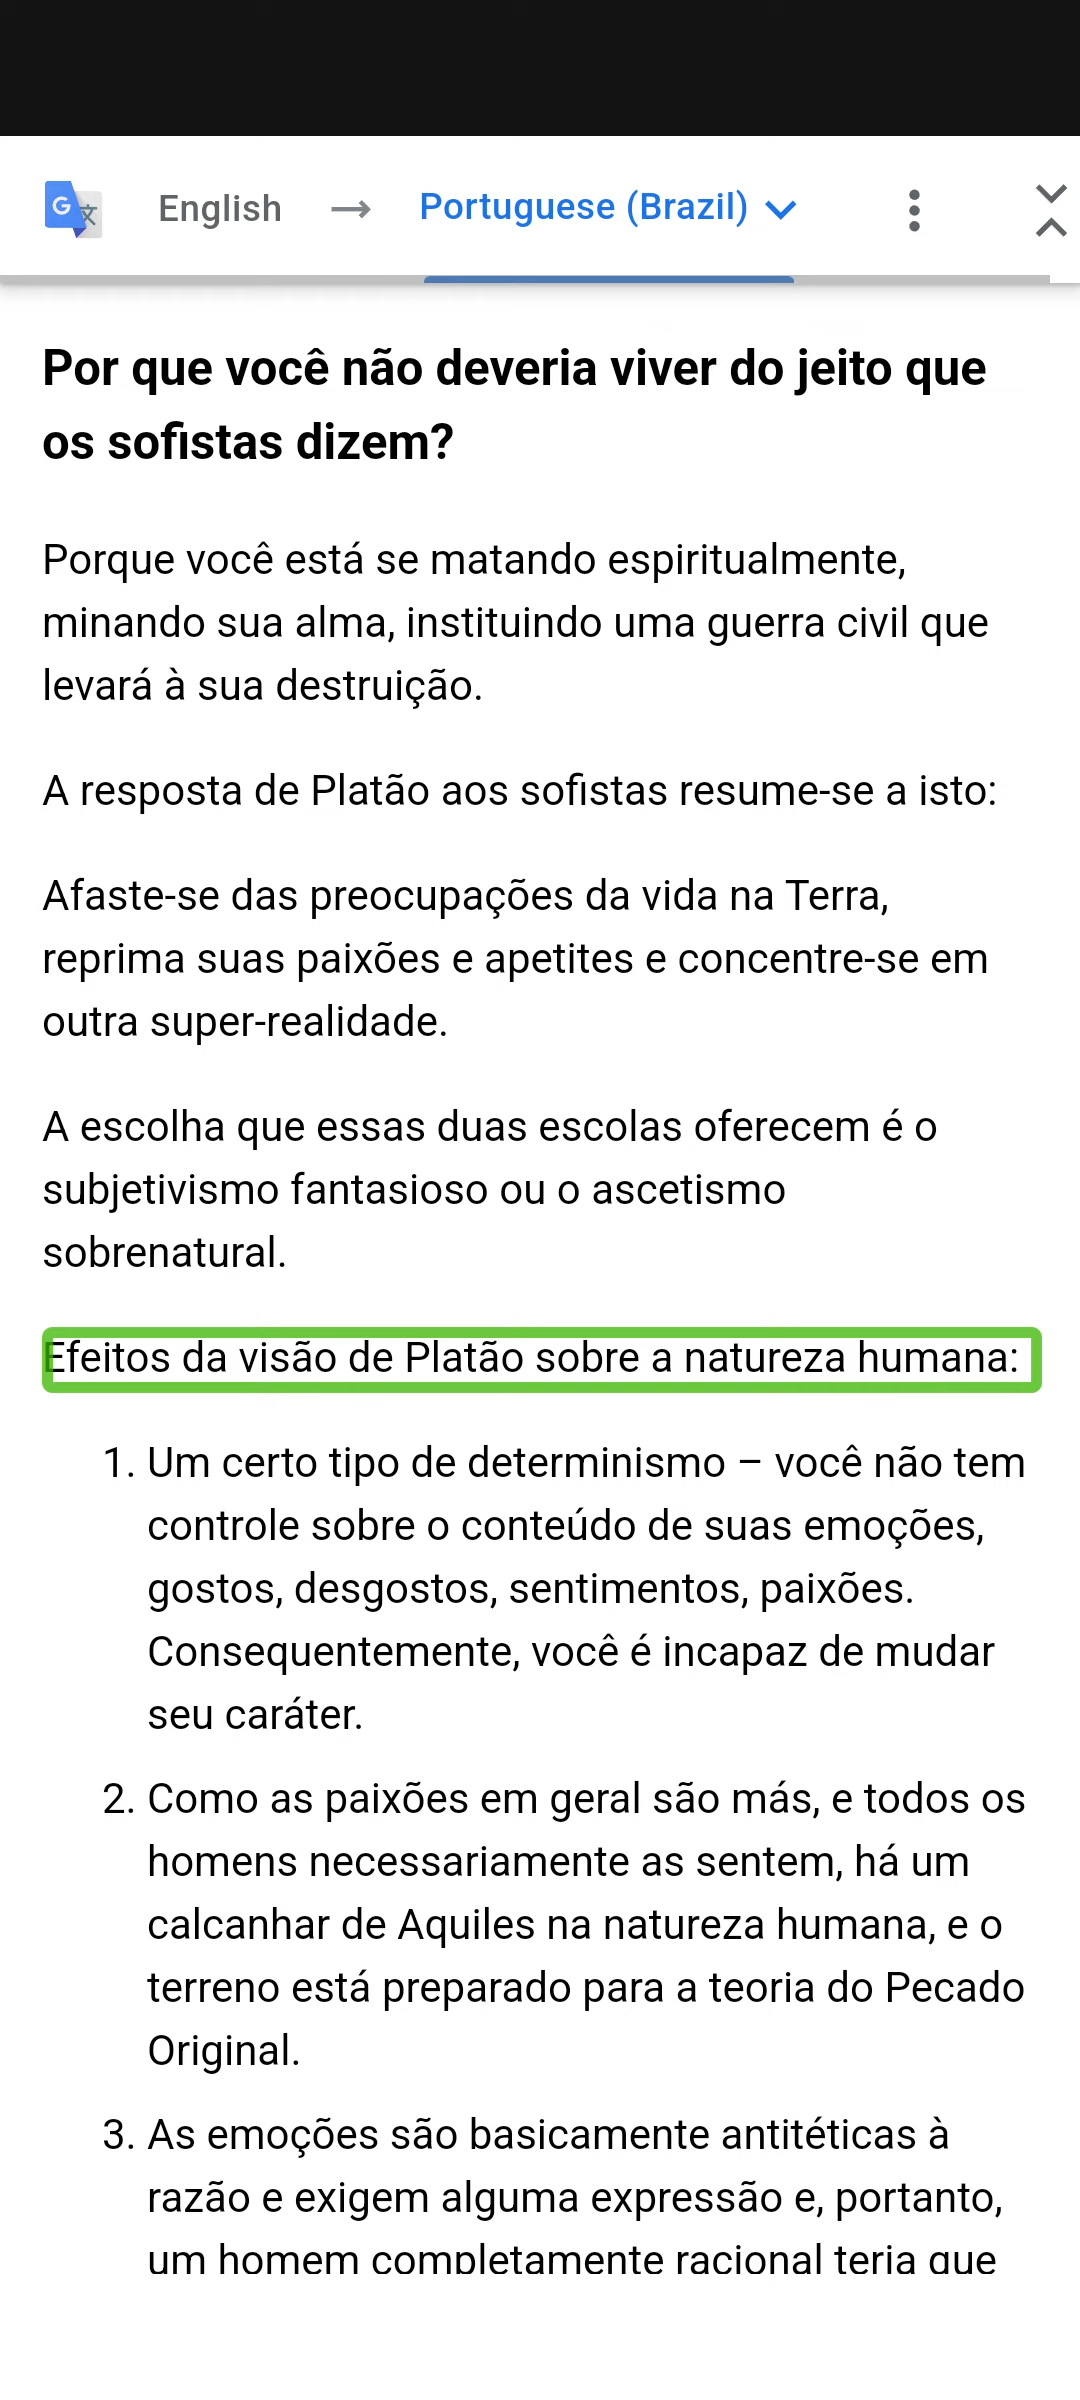 English → Portuguese (Brazil)
Por que você não deveria viver do jeito que
os sofistas dizem?
Porque você está se matando espiritualmente,
minando sua alma, instituindo uma guerra civil que
levará à sua destruição.
A resposta de Platão aos sofistas resume-se a isto:
Afaste-se das preocupações da vida na Terra,
reprima suas paixões e apetites e concentre-se em
outra super-realidade.
A escolha que essas duas escolas oferecem é o
subjetivismo fantasioso ou o ascetismo
sobrenatural.
Efeitos da visão de Platão sobre a natureza humana:
1. Um certo tipo de determinismo – você não tem
controle sobre o conteúdo de suas emoções,
gostos, desgostos, sentimentos, paixões.
Consequentemente, você é incapaz de mudar
seu caráter.
2. Como as paixões em geral são más, e todos os
homens necessariamente as sentem, há um
calcanhar de Aquiles na natureza humana, e o
terreno está preparado para a teoria do Pecado
Original.
3. As emoções são basicamente antitéticas à
razão e exigem alguma expressão e, portanto,
um homem completamente racional teria que